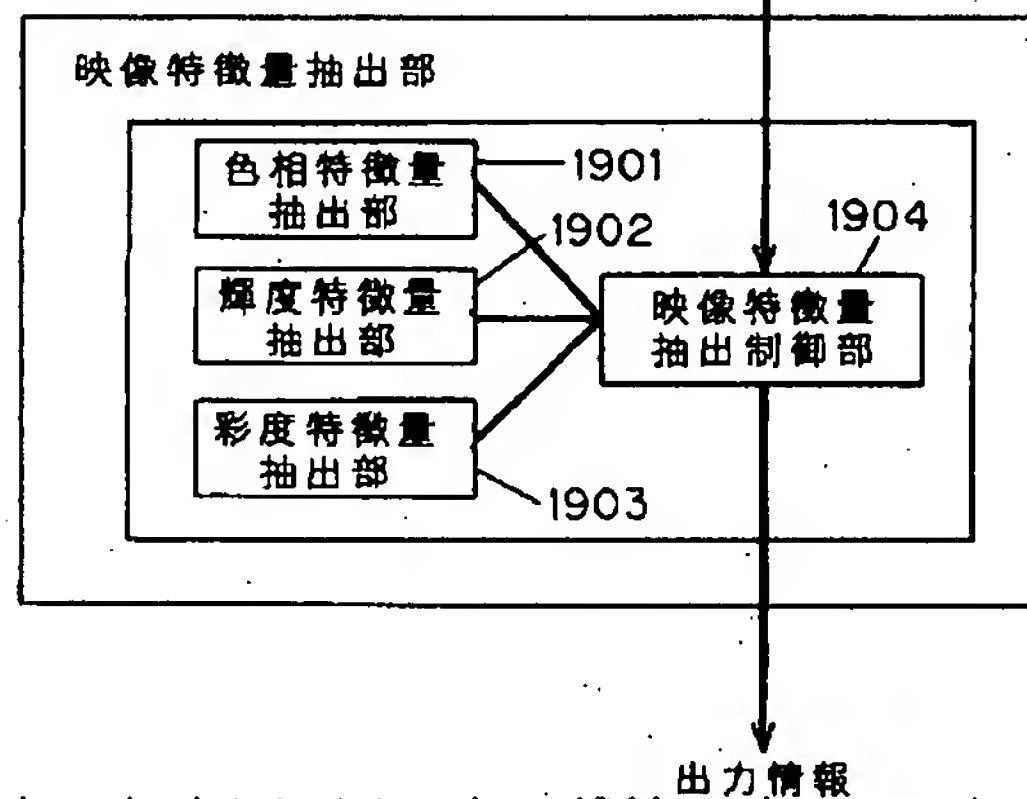 映像特徴量抽出部
色相特徴量
抽出部
1901
1902
1904
輝度特徴量
抽出部
映像特徴量
抽出制御部
彩度特徴量
抽出部
1903
出力情報